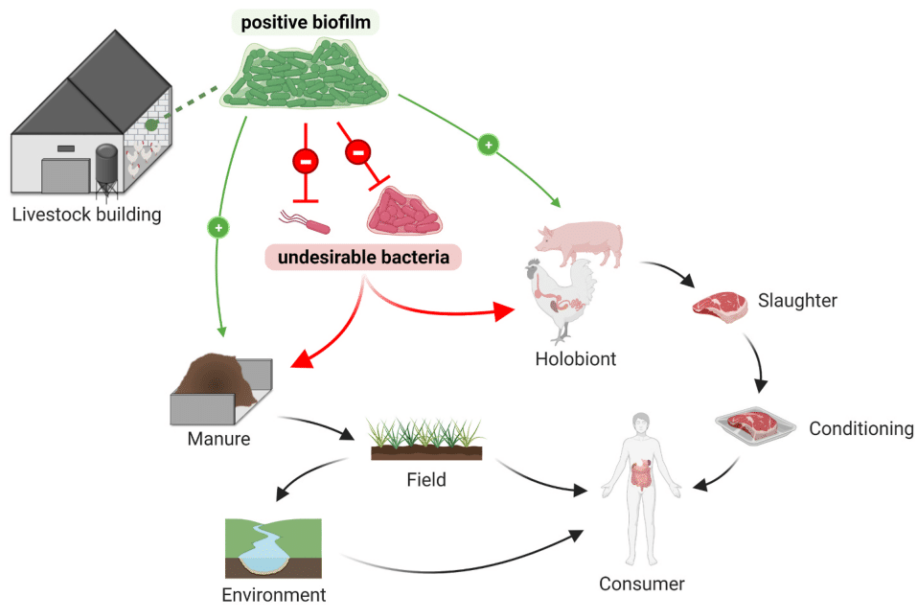 positive biofilm
+
-
-
+
Livestock building
undesirable bacteria
Slaughter
Holobiont
Manure
Conditioning
Field
Environment
Consumer